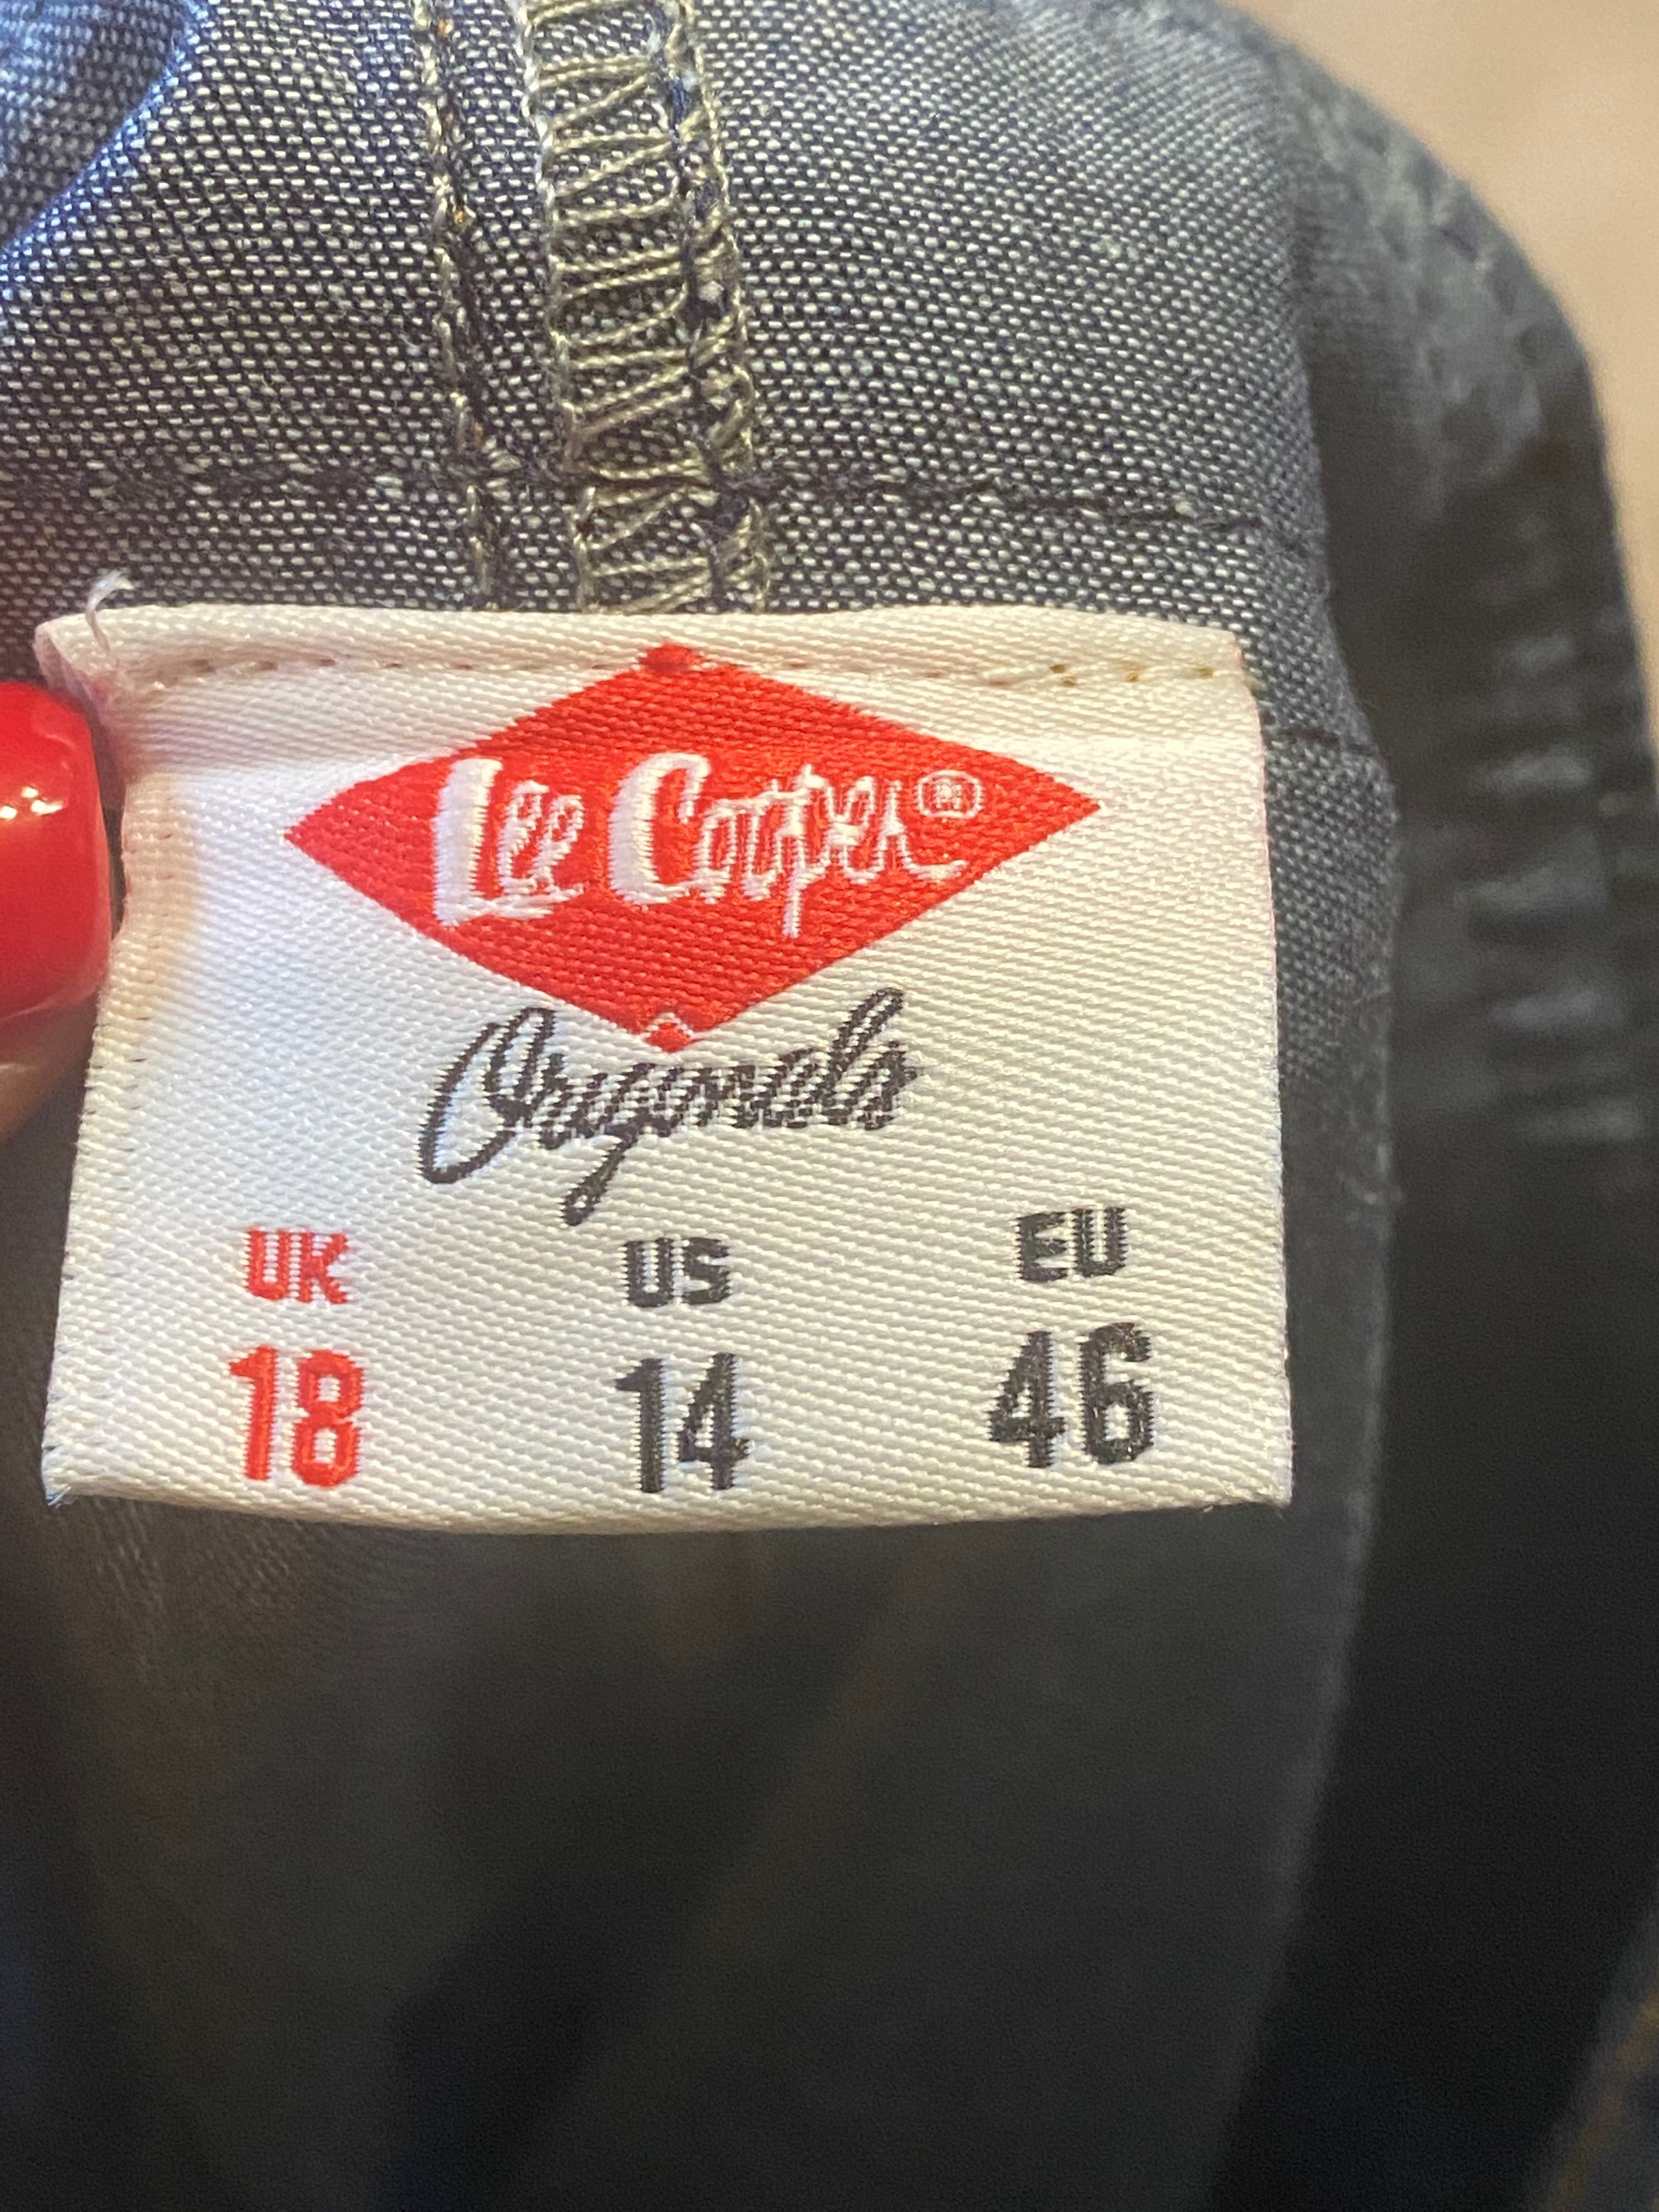 Lee Cooper®
Originals
UK US EU
18 14 46